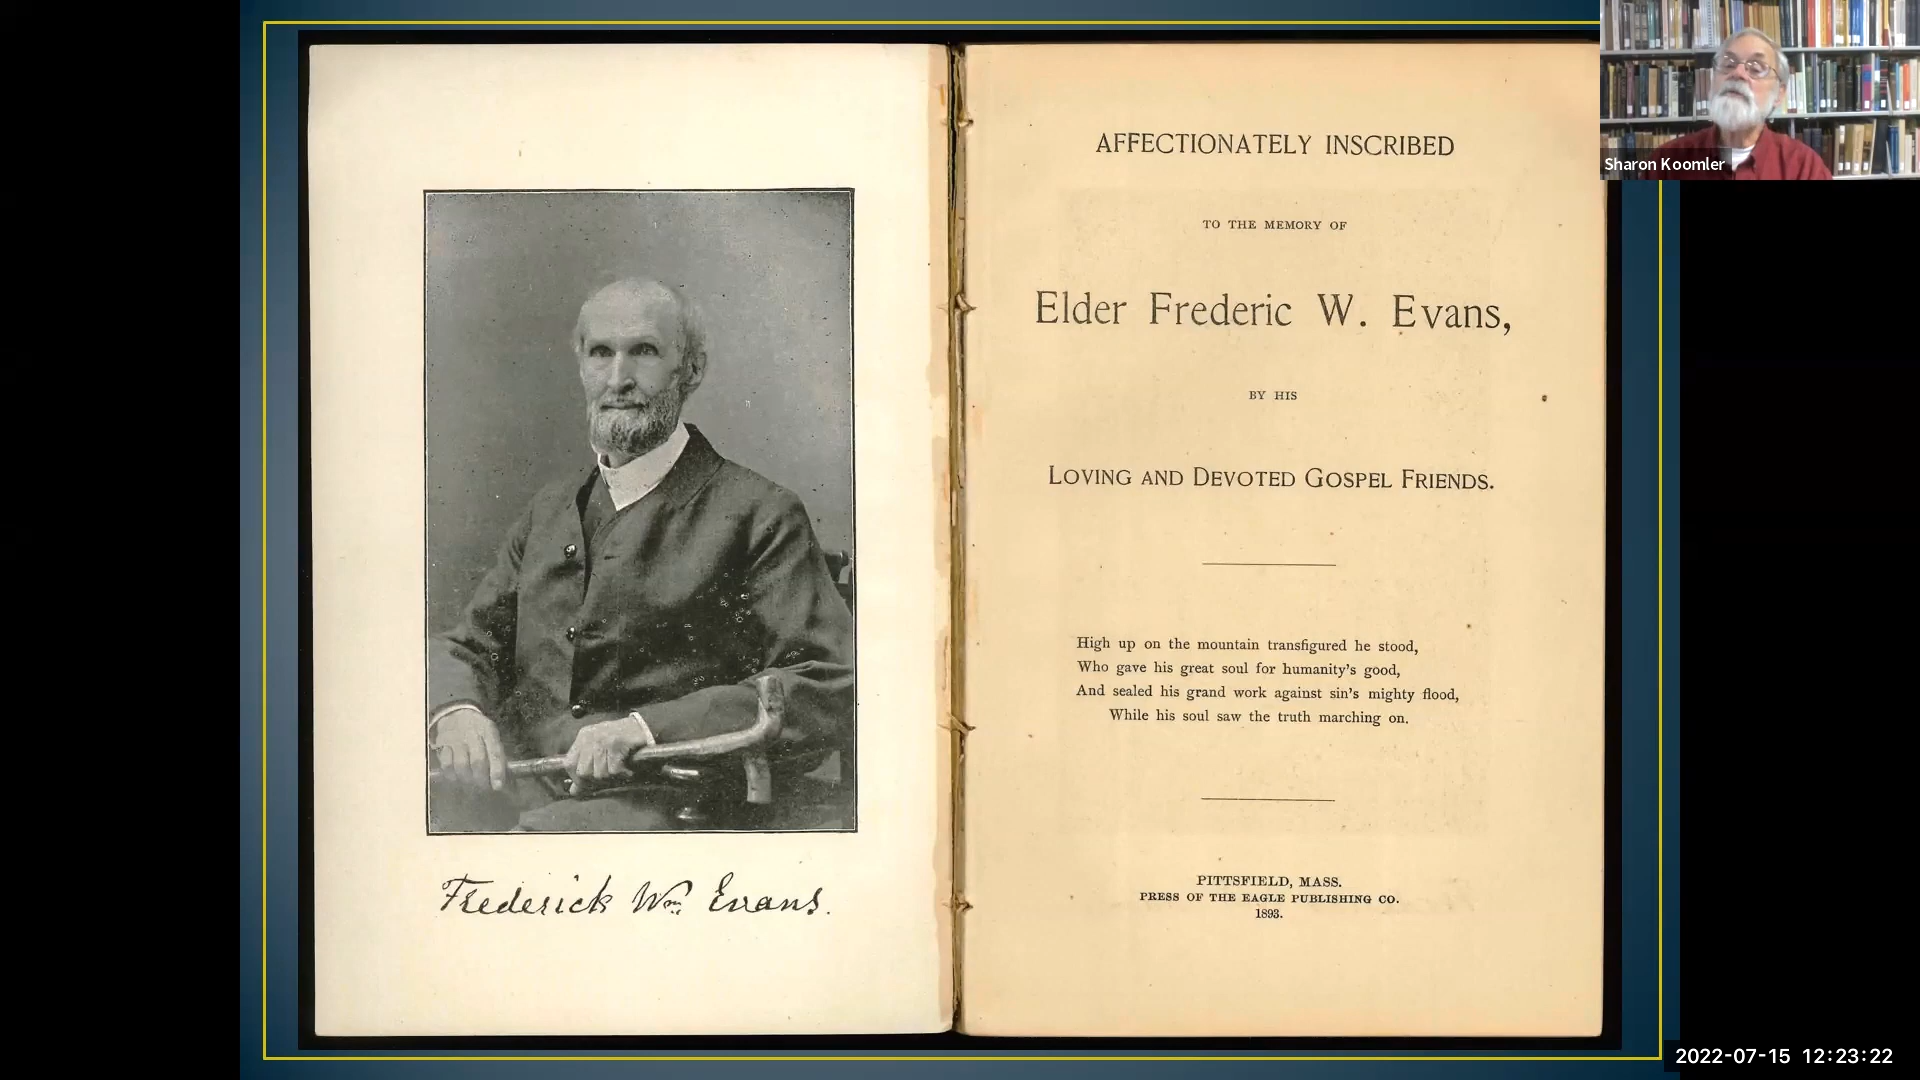 AFFECTIONATELY INSCRIBED
TO THE MEMORY OF
Elder Frederic W. Evans,
BY HIS
LOVING AND DEVOTED GOSPEL FRIENDS.
High up on the mountain transfigured he stood,
Who gave his great soul for humanity's good,
And sealed his grand work against sin's mighty flood,
While his soul saw the truth marching on.
PITTSFIELD, MASS.
PRESS OF THE EAGLE PUBLISHING CO.
1893.
Frederick Wm. Evans.
Sharon Koomler
2022-07-15 12:23:22